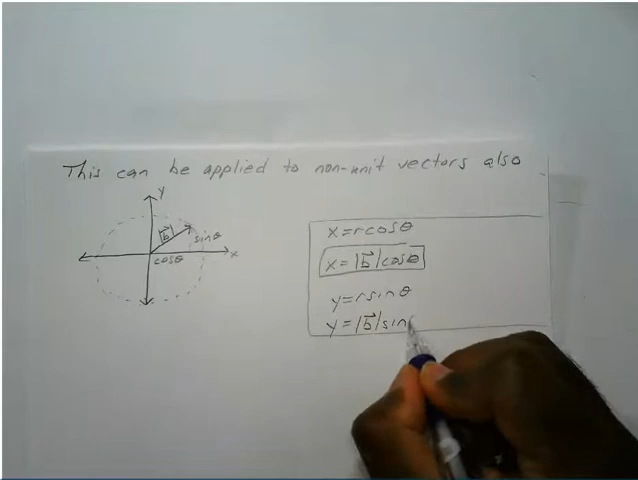 This can be applied to non-unit vectors also
y
|b⃗|
sinθ
cosθ
x
x=rcosθ
x=|b⃗|cosθ
y=rsinθ
y=|b⃗|sin